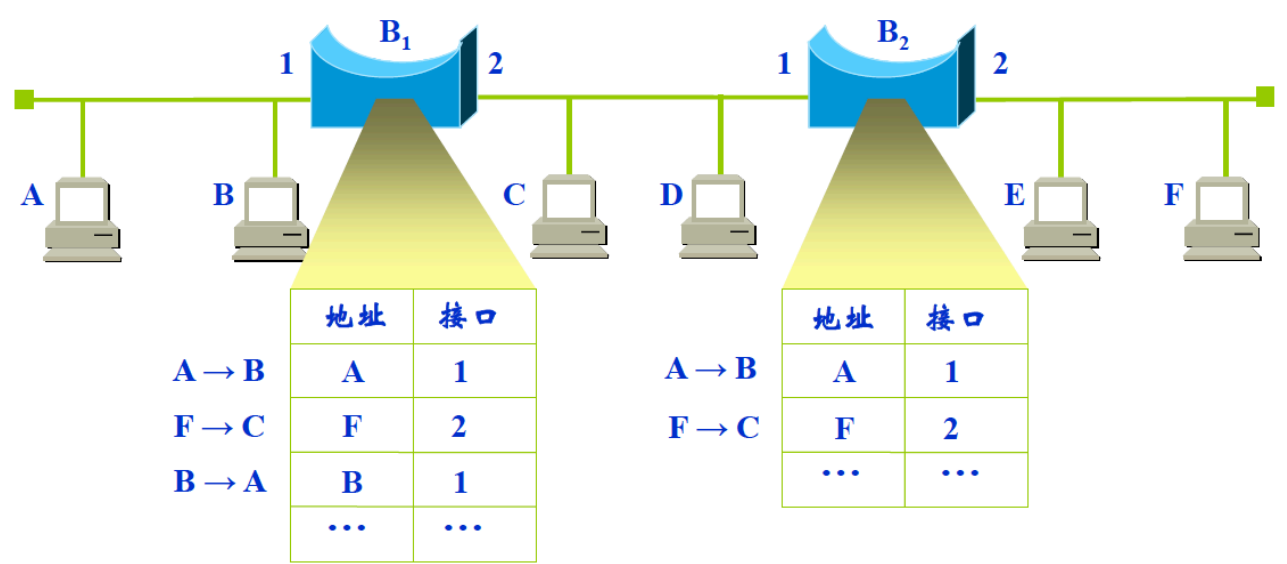 B₁ B₂
1 2 1 2
A B C D E F
地址 接口 地址 接口
A → B A 1 A → B A 1
F → C F 2 F → C F 2
B → A B 1 … …
… …